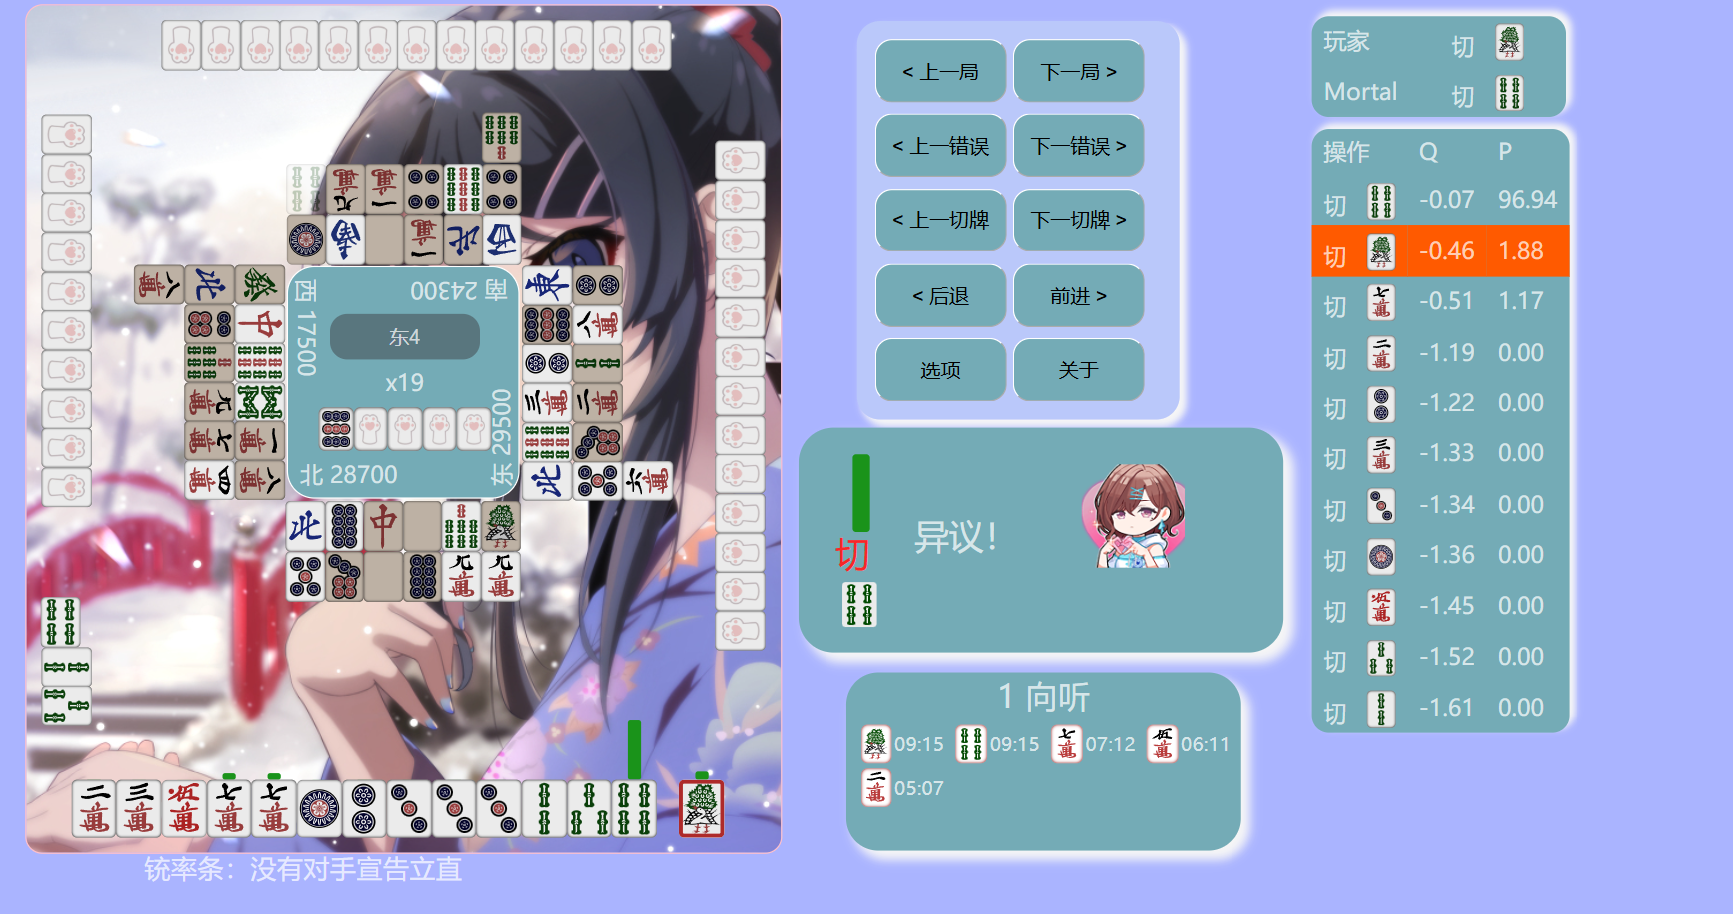 西 17500
南 24300
东4
x19
东 29500
北 28700
铳率条：没有对手宣告立直
< 上一局
下一局 >
< 上一错误
下一错误 >
< 上一切牌
下一切牌 >
< 后退
前进 >
选项
关于
切
异议！
1 向听
09:15
09:15
07:12
06:11
05:07
玩家 切
Mortal 切
操作 Q P
切 -0.07 96.94
切 -0.46 1.88
切 -0.51 1.17
切 -1.19 0.00
切 -1.22 0.00
切 -1.33 0.00
切 -1.34 0.00
切 -1.36 0.00
切 -1.45 0.00
切 -1.52 0.00
切 -1.61 0.00